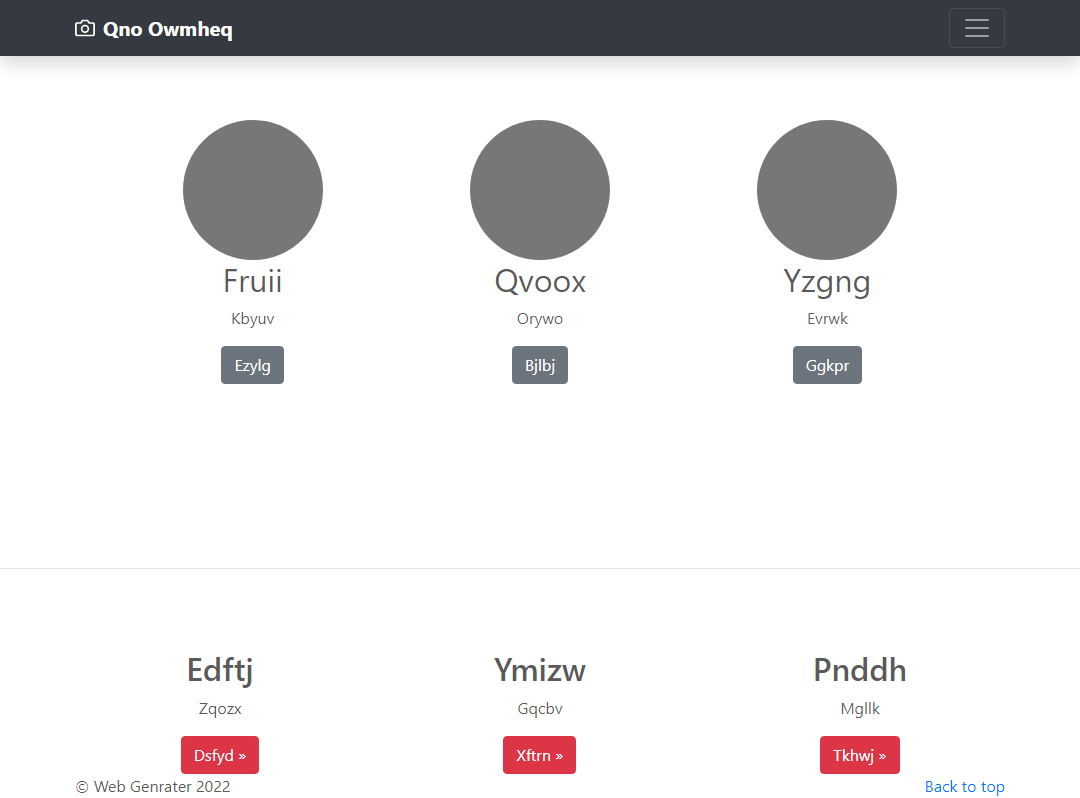 Qno Owmheq
Fruii
Kbyuv
Ezylg
Qvoox
Orywo
Bjlbj
Yzgng
Evrwk
Ggkpr
Edftj
Zqozx
Dsfyd »
Ymizw
Gqcbv
Xftrn »
Pnddh
Mgllk
Tkhwj »
© Web Genrater 2022
Back to top